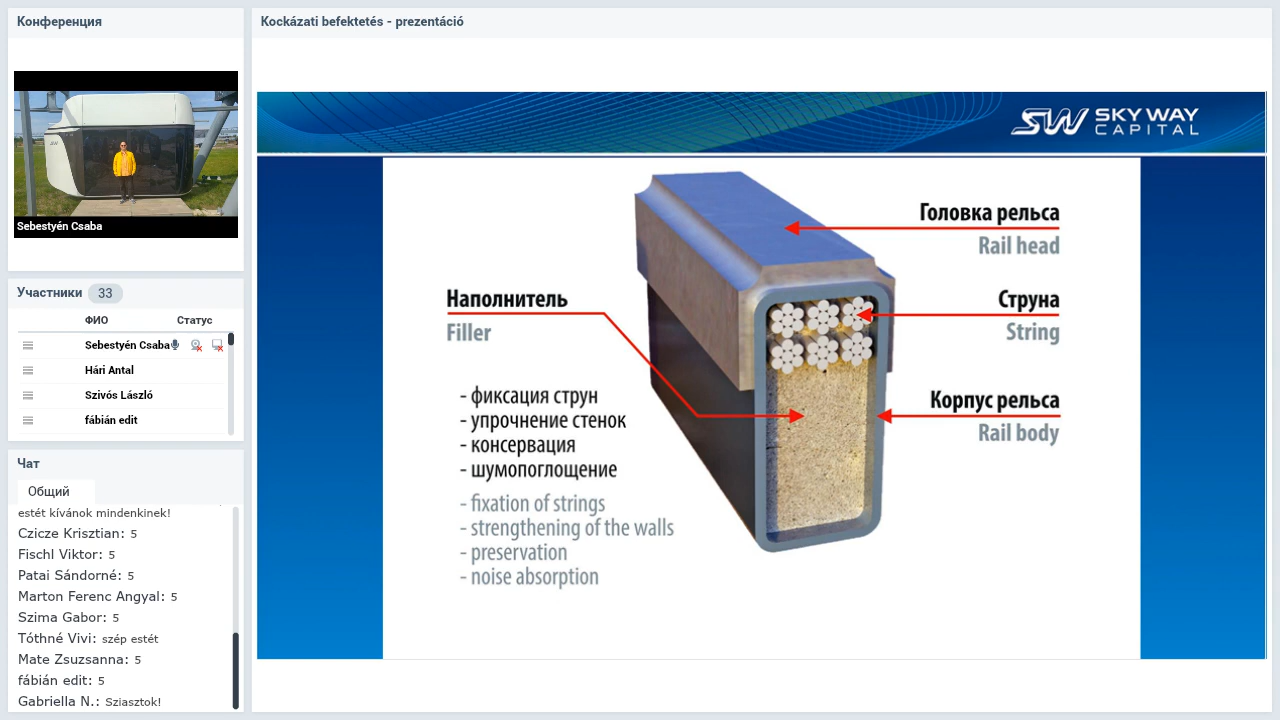 Конференция
Sebestyén Csaba
Участники 33
ФИО Статус
Sebestyén Csaba
Hári Antal
Szivós László
fábián edit
Чат
Общий
estét kívánok mindenkinek!
Czicze Krisztian: 5
Fischl Viktor: 5
Patai Sándorné: 5
Marton Ferenc Angyal: 5
Szima Gabor: 5
Tóthné Vivi: szép estét
Mate Zsuzsanna: 5
fábián edit: 5
Gabriella N.: Sziasztok!
Kockázati befektetés - prezentáció
SW SKY WAY
CAPITAL
Головка рельса
Rail head
Наполнитель
Filler
Струна
String
Корпус рельса
Rail body
- фиксация струн
- упрочнение стенок
- консервация
- шумопоглощение
- fixation of strings
- strengthening of the walls
- preservation
- noise absorption